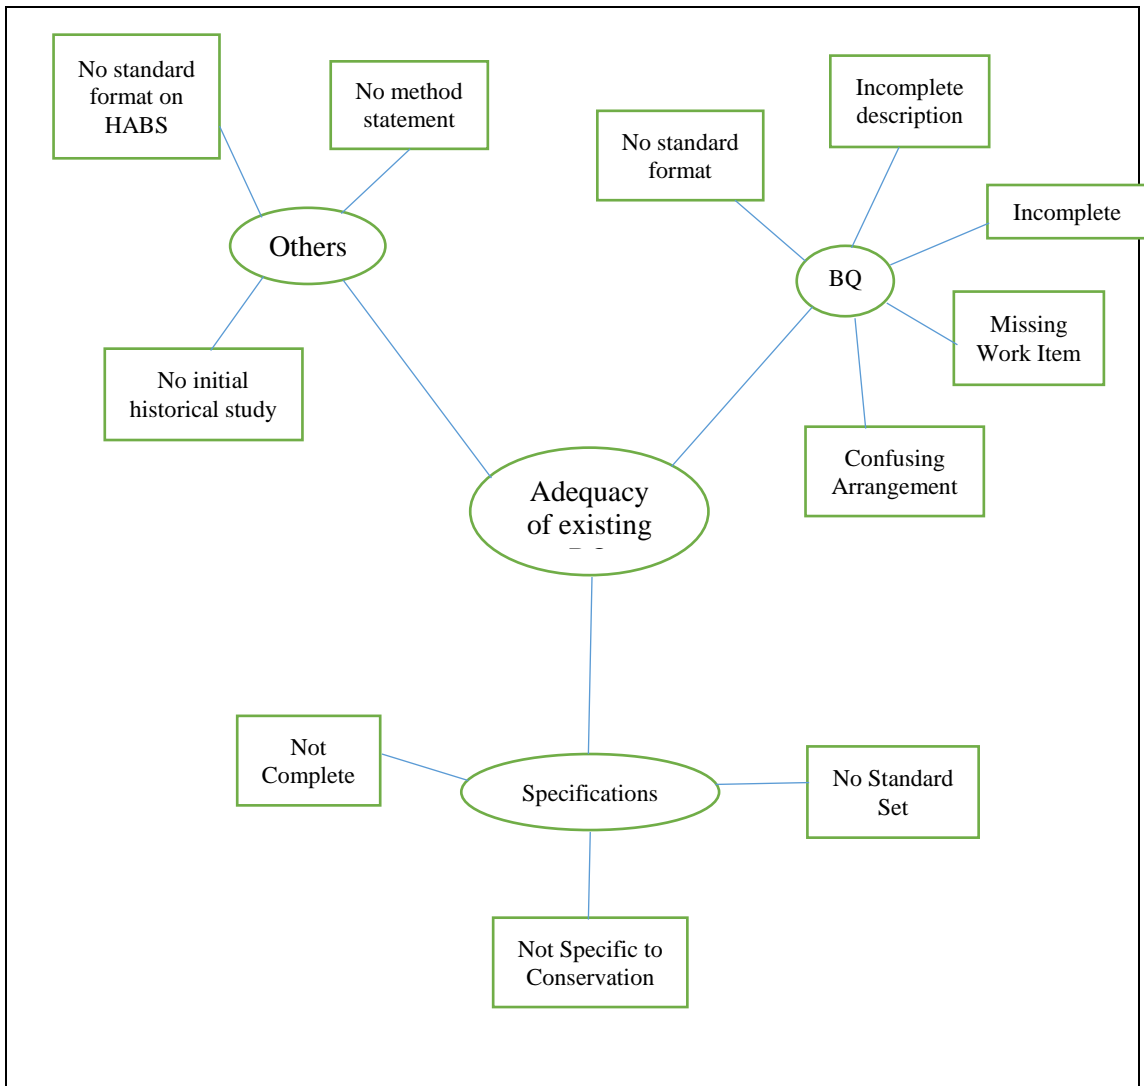 No standard
format on
HABS
No method
statement
Others
No initial
historical study
Incomplete
description
No standard
format
Incomplete
BQ
Missing
Work Item
Confusing
Arrangement
Adequacy
of existing
Not
Complete
Specifications
No Standard
Set
Not Specific to
Conservation